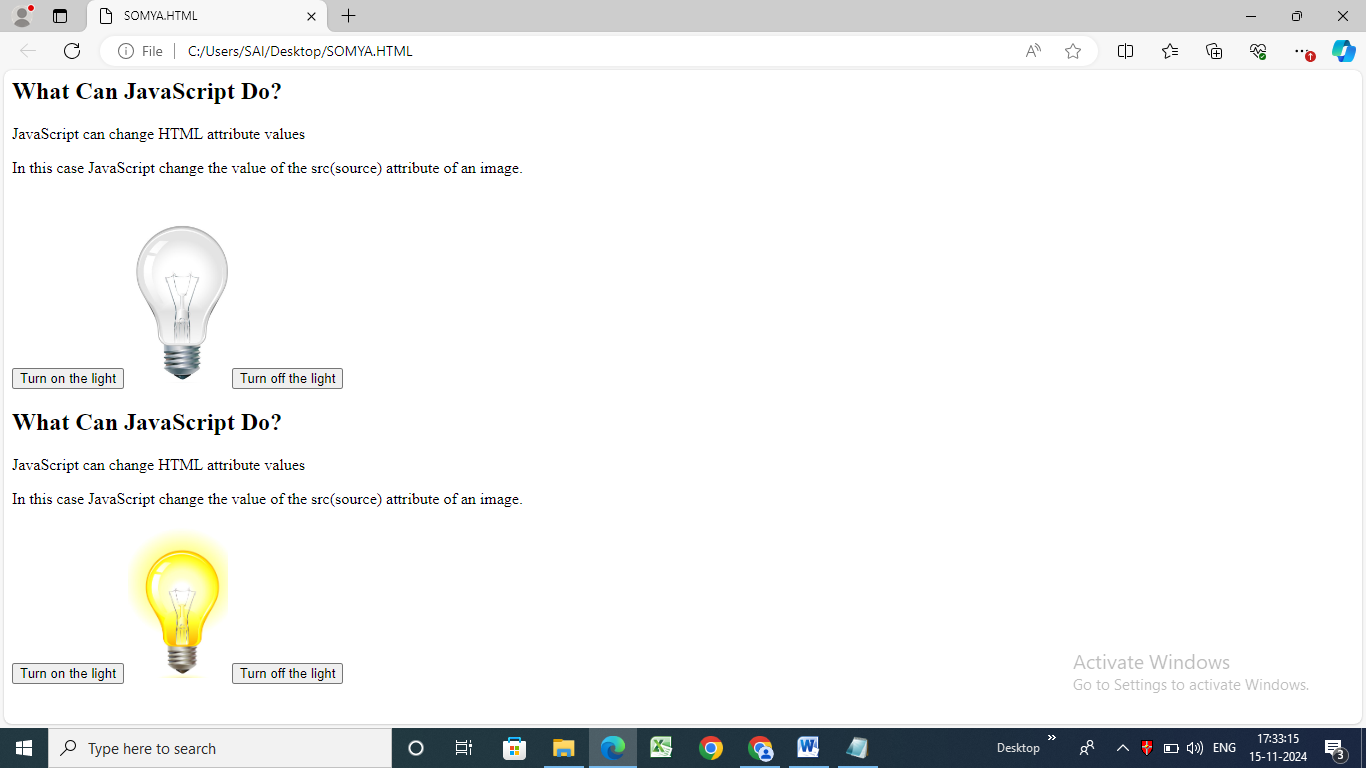 SOMYA.HTML
File
C:/Users/SAI/Desktop/SOMYA.HTML
What Can JavaScript Do?
JavaScript can change HTML attribute values
In this case JavaScript change the value of the src(source) attribute of an image.
Turn on the light
Turn off the light
What Can JavaScript Do?
JavaScript can change HTML attribute values
In this case JavaScript change the value of the src(source) attribute of an image.
Turn on the light
Turn off the light
Activate Windows
Go to Settings to activate Windows.
Type here to search
Desktop
ENG
17:33:15
15-11-2024
3